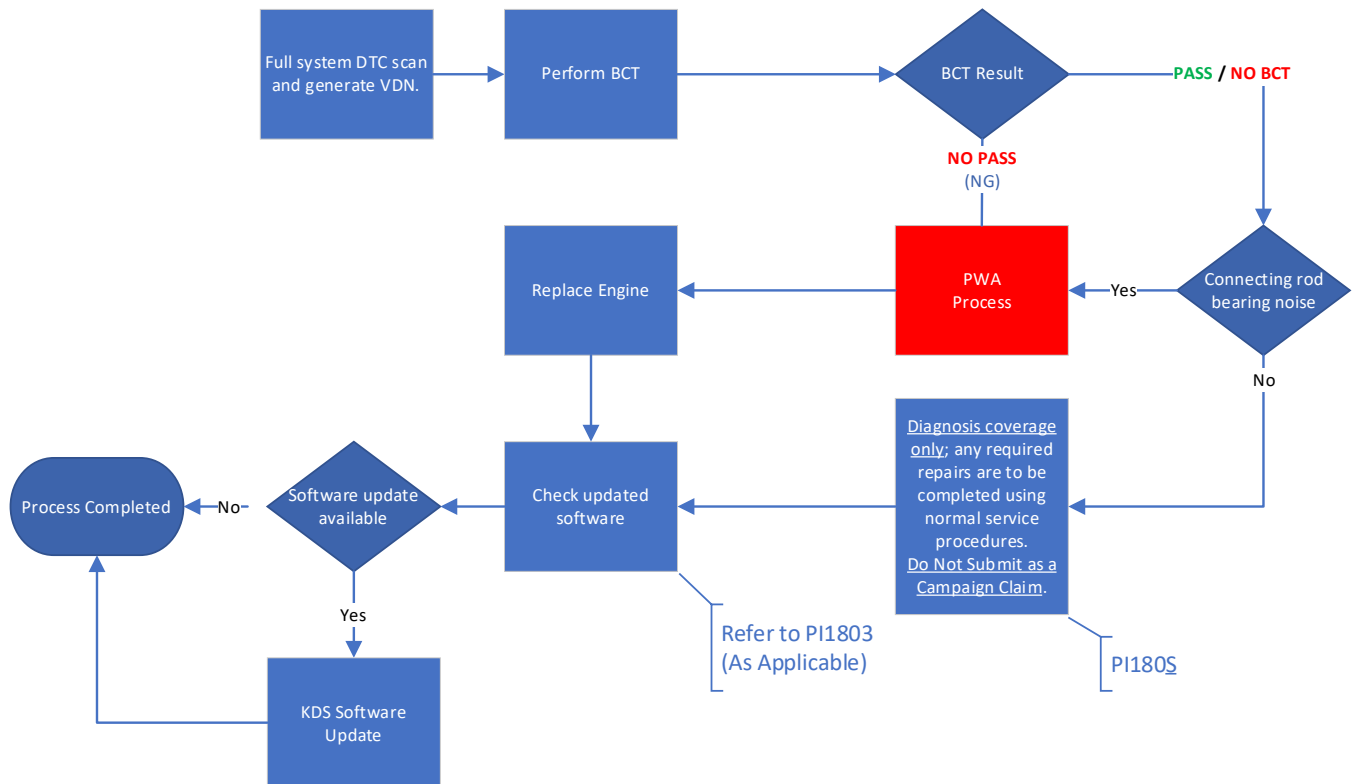 Full system DTC scan
and generate VDN.
Perform BCT
BCT Result
PASS / NO BCT
NO PASS
(NG)
Replace Engine
PWA
Process
Yes
Connecting rod
bearing noise
No
Diagnosis coverage
only; any required
repairs are to be
completed using
normal service
procedures.
Do Not Submit as a
Campaign Claim.
Process Completed
No
Software update
available
Check updated
software
Yes
Refer to PI1803
(As Applicable)
PI180S
KDS Software
Update